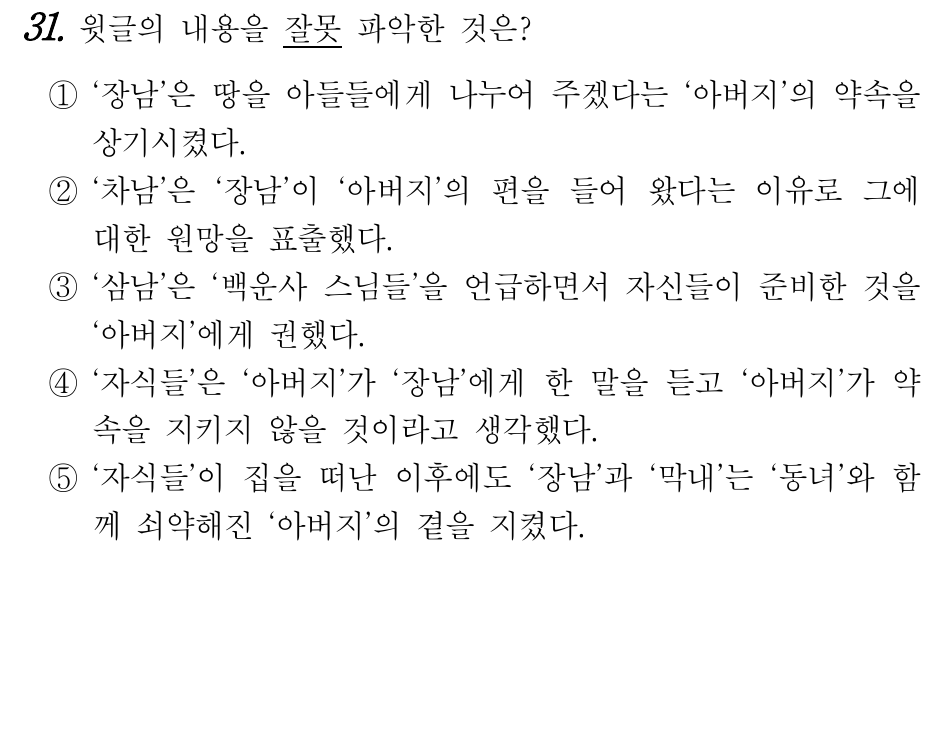 31. 윗글의 내용을 잘못 파악한 것은?
① ‘장남’은 땅을 아들들에게 나누어 주겠다는 ‘아버지’의 약속을
상기시켰다.
② ‘차남’은 ‘장남’이 ‘아버지’의 편을 들어 왔다는 이유로 그에
대한 원망을 표출했다.
③ ‘삼남’은 ‘백운사 스님들’을 언급하면서 자신들이 준비한 것을
‘아버지’에게 권했다.
④ ‘자식들’은 ‘아버지’가 ‘장남’에게 한 말을 듣고 ‘아버지’가 약
속을 지키지 않을 것이라고 생각했다.
⑤ ‘자식들’이 집을 떠난 이후에도 ‘장남’과 ‘막내’는 ‘동녀’와 함
께 쇠약해진 ‘아버지’의 곁을 지켰다.